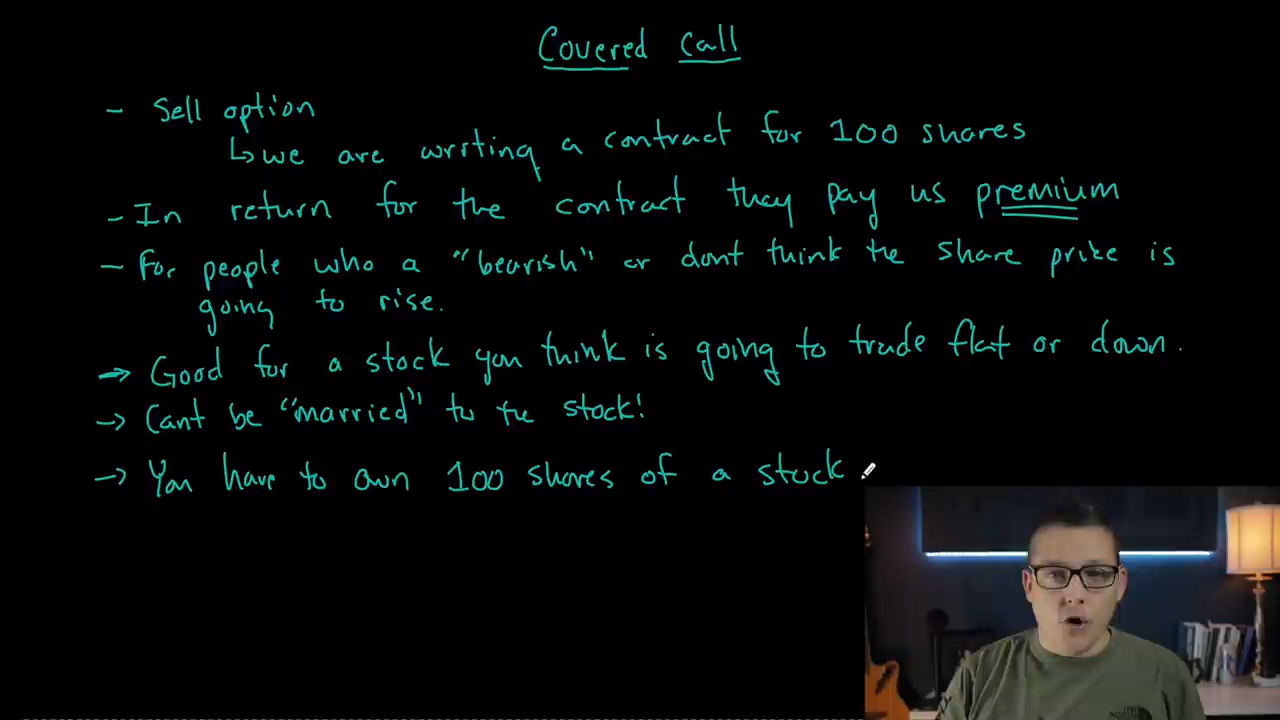 Covered Call
- Sell option
↳ we are writing a contract for 100 shares
- In return for the contract they pay us premium
- For people who a "bearish" or dont think the share price is
going to rise.
→ Good for a stock you think is going to trade flat or down.
→ Cant be "married" to the stock!
→ You have to own 100 shares of a stock